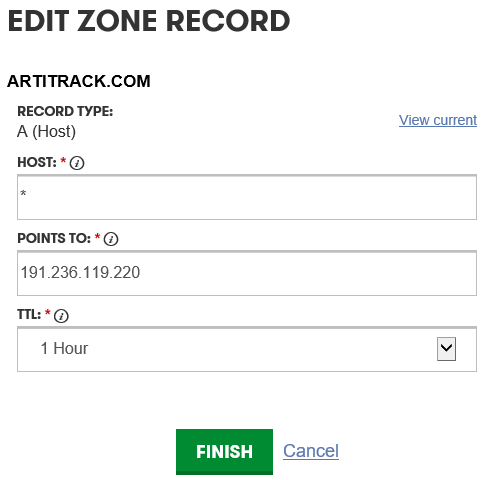 EDIT ZONE RECORD
ARTITRACK.COM
RECORD TYPE:
A (Host)
View current
HOST: * i
*
POINTS TO: * i
191.236.119.220
TTL: * i
1 Hour
FINISH Cancel